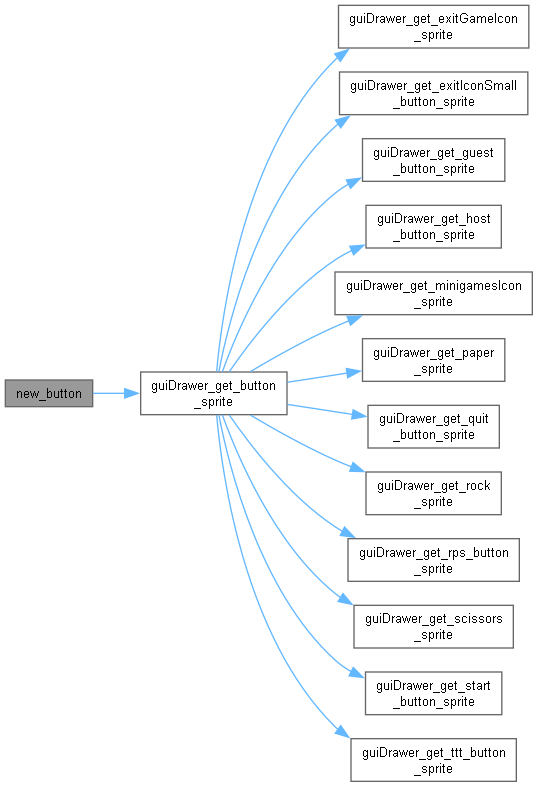 new_button
guiDrawer_get_button
_sprite
guiDrawer_get_exitGameIcon
_sprite
guiDrawer_get_exitIconSmall
_button_sprite
guiDrawer_get_guest
_button_sprite
guiDrawer_get_host
_button_sprite
guiDrawer_get_minigamesIcon
_sprite
guiDrawer_get_paper
_sprite
guiDrawer_get_quit
_button_sprite
guiDrawer_get_rock
_sprite
guiDrawer_get_rps_button
_sprite
guiDrawer_get_scissors
_sprite
guiDrawer_get_start
_button_sprite
guiDrawer_get_ttt_button
_sprite